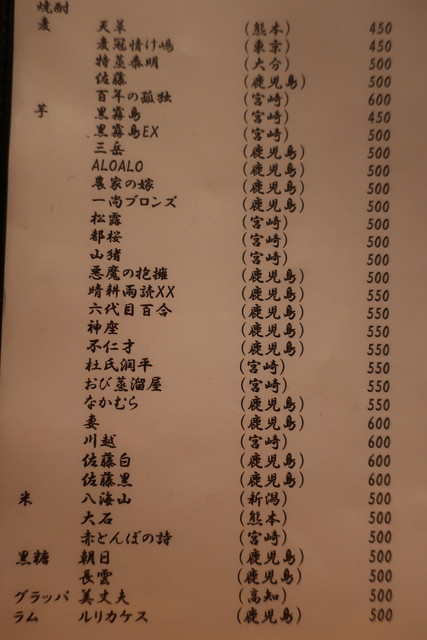 焼酎
麦 天草 (熊本) 450
麦冠情け嶋 (東京) 450
特蒸泰明 (大分) 500
佐藤 (鹿児島) 500
百年の孤独 (宮崎) 600
芋 黒霧島 (宮崎) 450
黒霧島EX (宮崎) 500
三岳 (鹿児島) 500
ALOALO (鹿児島) 500
農家の嫁 (鹿児島) 500
一尚ブロンズ (鹿児島) 500
松露 (宮崎) 500
都桜 (宮崎) 500
山猪 (宮崎) 500
悪魔の抱擁 (鹿児島) 500
晴耕雨読XX (鹿児島) 550
六代目百合 (鹿児島) 550
神座 (鹿児島) 550
不仁才 (鹿児島) 550
杜氏潤平 (宮崎) 550
おび蒸溜屋 (宮崎) 550
なかむら (鹿児島) 550
妻 (鹿児島) 600
川越 (宮崎) 600
佐藤白 (鹿児島) 600
佐藤黒 (鹿児島) 600
米 八海山 (新潟) 500
大石 (熊本) 500
赤とんぼの詩 (宮崎) 500
黒糖 朝日 (鹿児島) 500
長雲 (鹿児島) 500
グラッパ 美丈夫 (高知) 500
ラム ルリカケス (鹿児島) 500